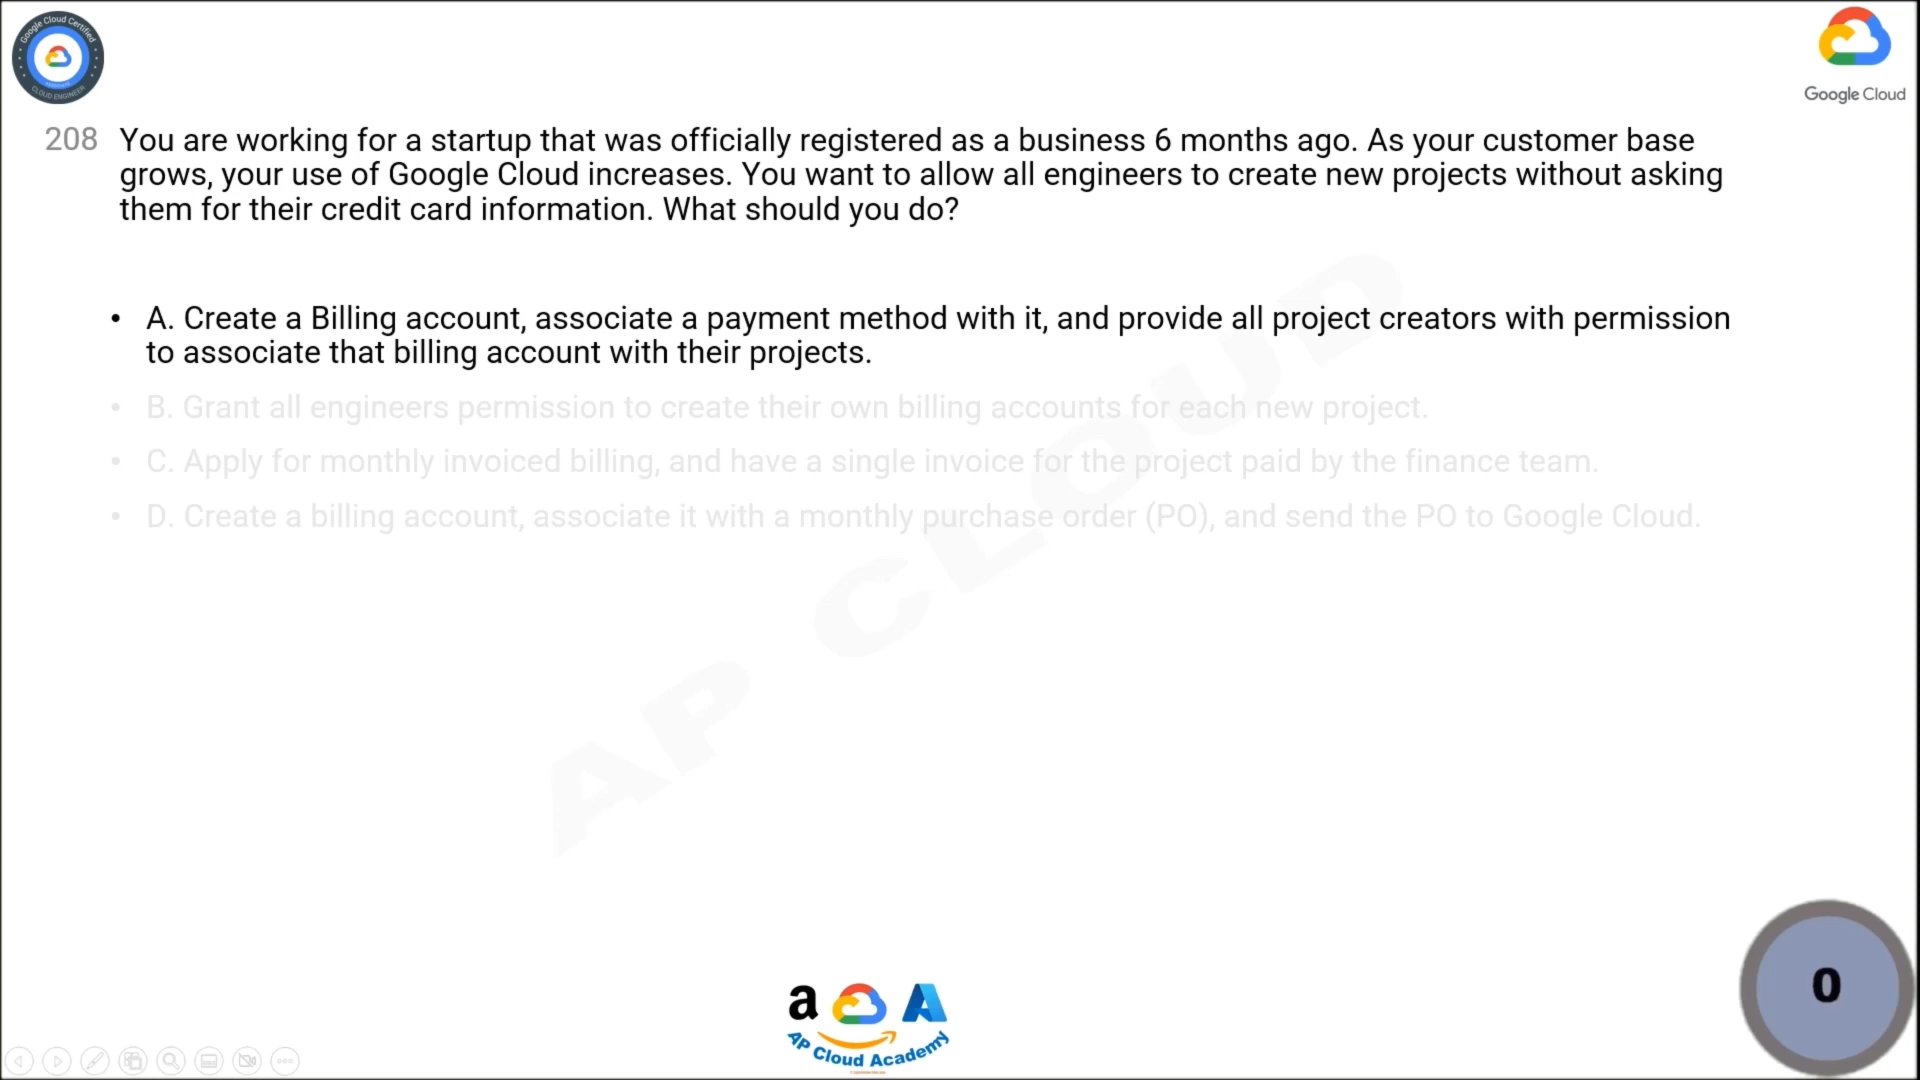 Google Cloud Certified
ASSOCIATE
CLOUD ENGINEER
Google Cloud
208 You are working for a startup that was officially registered as a business 6 months ago. As your customer base
grows, your use of Google Cloud increases. You want to allow all engineers to create new projects without asking
them for their credit card information. What should you do?
• A. Create a Billing account, associate a payment method with it, and provide all project creators with permission
to associate that billing account with their projects.
• B. Grant all engineers permission to create their own billing accounts for each new project.
• C. Apply for monthly invoiced billing, and have a single invoice for the project paid by the finance team.
• D. Create a billing account, associate it with a monthly purchase order (PO), and send the PO to Google Cloud.
AP CLOUD
0
a
AP Cloud Academy